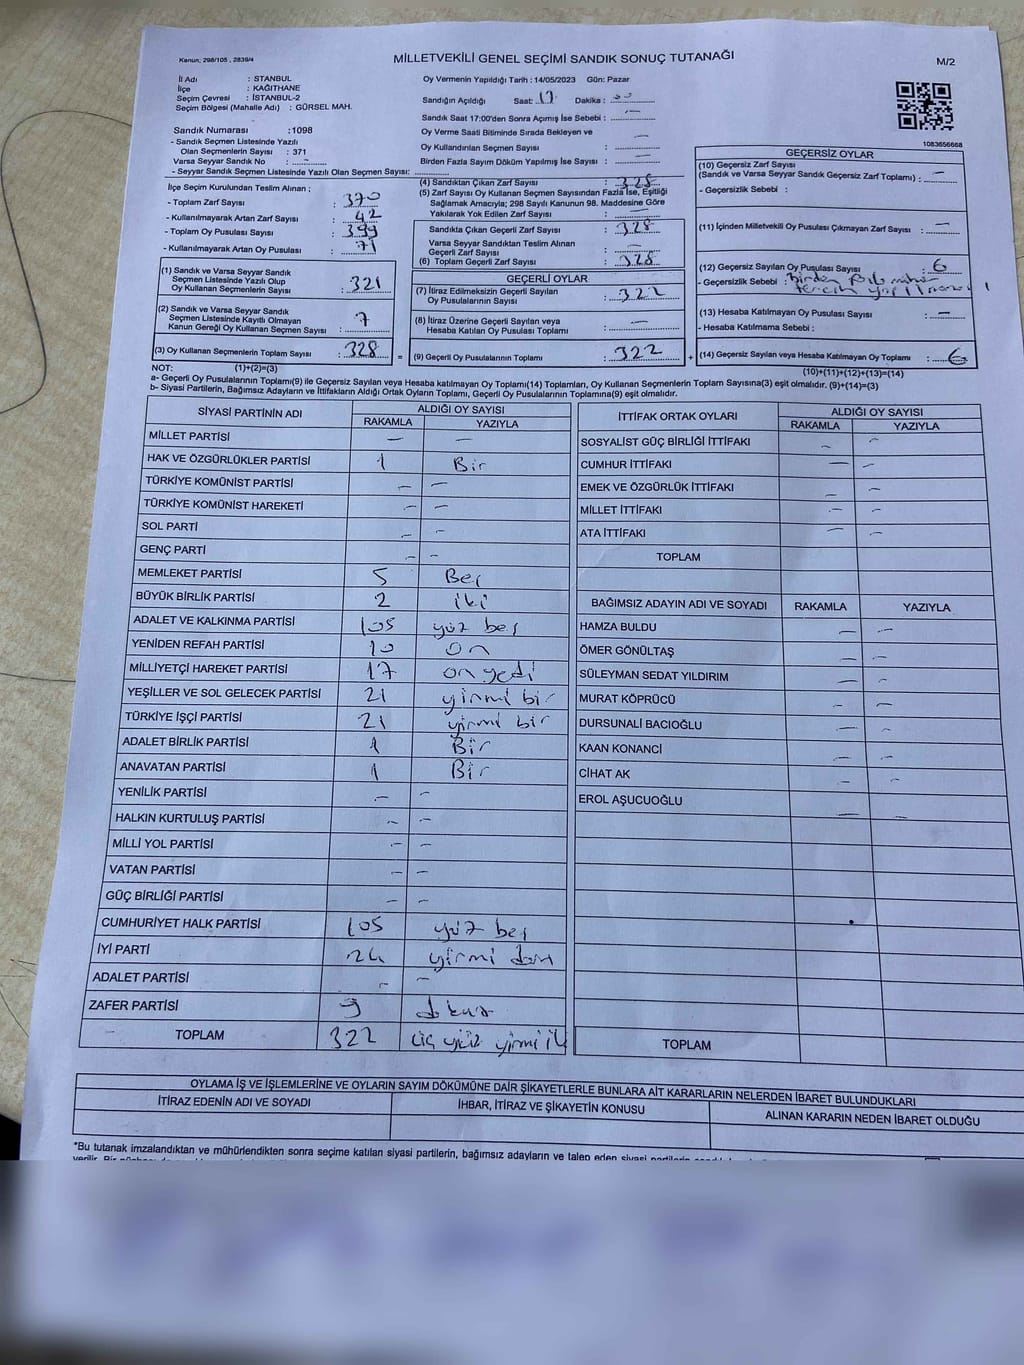 Kanun; 298/105 , 2839/4
MİLLETVEKİLİ GENEL SEÇİMİ SANDIK SONUÇ TUTANAĞI
M/2
İl Adı : STANBUL
İlçe : KAĞITHANE
Seçim Çevresi : İSTANBUL-2
Seçim Bölgesi (Mahalle Adı) : GÜRSEL MAH.
Sandık Numarası :1098
- Sandık Seçmen Listesinde Yazılı
Olan Seçmenlerin Sayısı : 371
Varsa Seyyar Sandık No :
- Seyyar Sandık Seçmen Listesinde Yazılı Olan Seçmen Sayısı:
Oy Vermenin Yapıldığı Tarih : 14/05/2023 Gün: Pazar
Sandığın Açıldığı Saat: 17 Dakika :
Sandık Saat 17:00'den Sonra Açımış İse Sebebi : —
Oy Verme Saati Bitiminde Sırada Bekleyen ve
Oy Kullandırılan Seçmen Sayısı : —
Birden Fazla Sayım Döküm Yapılmış İse Sayısı : —
1083656668
İlçe Seçim Kurulundan Teslim Alınan ;
- Toplam Zarf Sayısı : 370
- Kullanılmayarak Artan Zarf Sayısı : 42
- Toplam Oy Pusulası Sayısı : 399
- Kullanılmayarak Artan Oy Pusulası : 71
(1) Sandık ve Varsa Seyyar Sandık
Seçmen Listesinde Yazılı Olup
Oy Kullanan Seçmenlerin Sayısı : 321
(2) Sandık ve Varsa Seyyar Sandık
Seçmen Listesinde Kayıtlı Olmayan
Kanun Gereği Oy Kullanan Seçmen Sayısı : 7
(3) Oy Kullanan Seçmenlerin Toplam Sayısı : 328
(4) Sandıktan Çıkan Zarf Sayısı : 328
(5) Zarf Sayısı Oy Kullanan Seçmen Sayısından Fazla İse, Eşitliği
Sağlamak Amacıyla; 298 Sayılı Kanunun 98. Maddesine Göre
Yakılarak Yok Edilen Zarf Sayısı : —
Sandıkta Çıkan Geçerli Zarf Sayısı : 328
Varsa Seyyar Sandıktan Teslim Alınan
Geçerli Zarf Sayısı : —
(6) Toplam Geçerli Zarf Sayısı : 328
GEÇERLİ OYLAR
(7) İtiraz Edilmeksizin Geçerli Sayılan
Oy Pusulalarının Sayısı : 322
(8) İtiraz Üzerine Geçerli Sayılan veya
Hesaba Katılan Oy Pusulası Toplamı : —
= (9) Geçerli Oy Pusulalarının Toplamı : 322 +
GEÇERSİZ OYLAR
(10) Geçersiz Zarf Sayısı
(Sandık ve Varsa Seyyar Sandık Geçersiz Zarf Toplamı) : —
- Geçersizlik Sebebi :
(11) İçinden Milletvekili Oy Pusulası Çıkmayan Zarf Sayısı : —
(12) Geçersiz Sayılan Oy Pusulası Sayısı : 6
- Geçersizlik Sebebi : Birden
(13) Hesaba Katılmayan Oy Pusulası Sayısı : —
- Hesaba Katılmama Sebebi :
(14) Geçersiz Sayılan veya Hesaba Katılmayan Oy Toplamı : 6
NOT: (1)+(2)=(3)
(10)+(11)+(12)+(13)=(14)
a- Geçerli Oy Pusulalarının Toplamı(9) ile Geçersiz Sayılan veya Hesaba katılmayan Oy Toplamı(14) Toplamları, Oy Kullanan Seçmenlerin Toplam Sayısına(3) eşit olmalıdır. (9)+(14)=(3)
b- Siyasi Partilerin, Bağımsız Adayların ve İttifakların Aldığı Ortak Oyların Toplamı, Geçerli Oy Pusulalarının Toplamına(9) eşit olmalıdır.
SİYASİ PARTİNİN ADI ALDIĞI OY SAYISI
RAKAMLA YAZIYLA
MİLLET PARTİSİ — —
HAK VE ÖZGÜRLÜKLER PARTİSİ 1 Bir
TÜRKİYE KOMÜNİST PARTİSİ — —
TÜRKİYE KOMÜNİST HAREKETİ — —
SOL PARTİ — —
GENÇ PARTİ — —
MEMLEKET PARTİSİ 5 Beş
BÜYÜK BİRLİK PARTİSİ 2 iki
ADALET VE KALKINMA PARTİSİ 105 yüz beş
YENİDEN REFAH PARTİSİ 10 On
MİLLİYETÇİ HAREKET PARTİSİ 17 on yedi
YEŞİLLER VE SOL GELECEK PARTİSİ 21 yirmi bir
TÜRKİYE İŞÇİ PARTİSİ 21 yirmi bir
ADALET BİRLİK PARTİSİ 1 Bir
ANAVATAN PARTİSİ 1 Bir
YENİLİK PARTİSİ — —
HALKIN KURTULUŞ PARTİSİ — —
MİLLİ YOL PARTİSİ — —
VATAN PARTİSİ — —
GÜÇ BİRLİĞİ PARTİSİ — —
CUMHURİYET HALK PARTİSİ 105 yüz beş
İYİ PARTİ 24 yirmi dört
ADALET PARTİSİ — —
ZAFER PARTİSİ 9 dokuz
TOPLAM 322 üç yüz yirmi iki
İTTİFAK ORTAK OYLARI ALDIĞI OY SAYISI
RAKAMLA YAZIYLA
SOSYALİST GÜÇ BİRLİĞİ İTTİFAKI — —
CUMHUR İTTİFAKI — —
EMEK VE ÖZGÜRLÜK İTTİFAKI — —
MİLLET İTTİFAKI — —
ATA İTTİFAKI — —
TOPLAM
BAĞIMSIZ ADAYIN ADI VE SOYADI RAKAMLA YAZIYLA
HAMZA BULDU — —
ÖMER GÖNÜLTAŞ — —
SÜLEYMAN SEDAT YILDIRIM — —
MURAT KÖPRÜCÜ — —
DURSUNALİ BACIOĞLU — —
KAAN KONANCİ — —
CİHAT AK — —
EROL AŞUCUOĞLU — —
TOPLAM
OYLAMA İŞ VE İŞLEMLERİNE VE OYLARIN SAYIM DÖKÜMÜNE DAİR ŞİKAYETLERLE BUNLARA AİT KARARLARIN NELERDEN İBARET BULUNDUKLARI
İTİRAZ EDENİN ADI VE SOYADI İHBAR, İTİRAZ VE ŞİKAYETİN KONUSU ALINAN KARARIN NEDEN İBARET OLDUĞU
*Bu tutanak imzalandıktan ve mühürlendikten sonra seçime katılan siyasi partilerin, bağımsız adayların ve talep eden siyasi partilerin